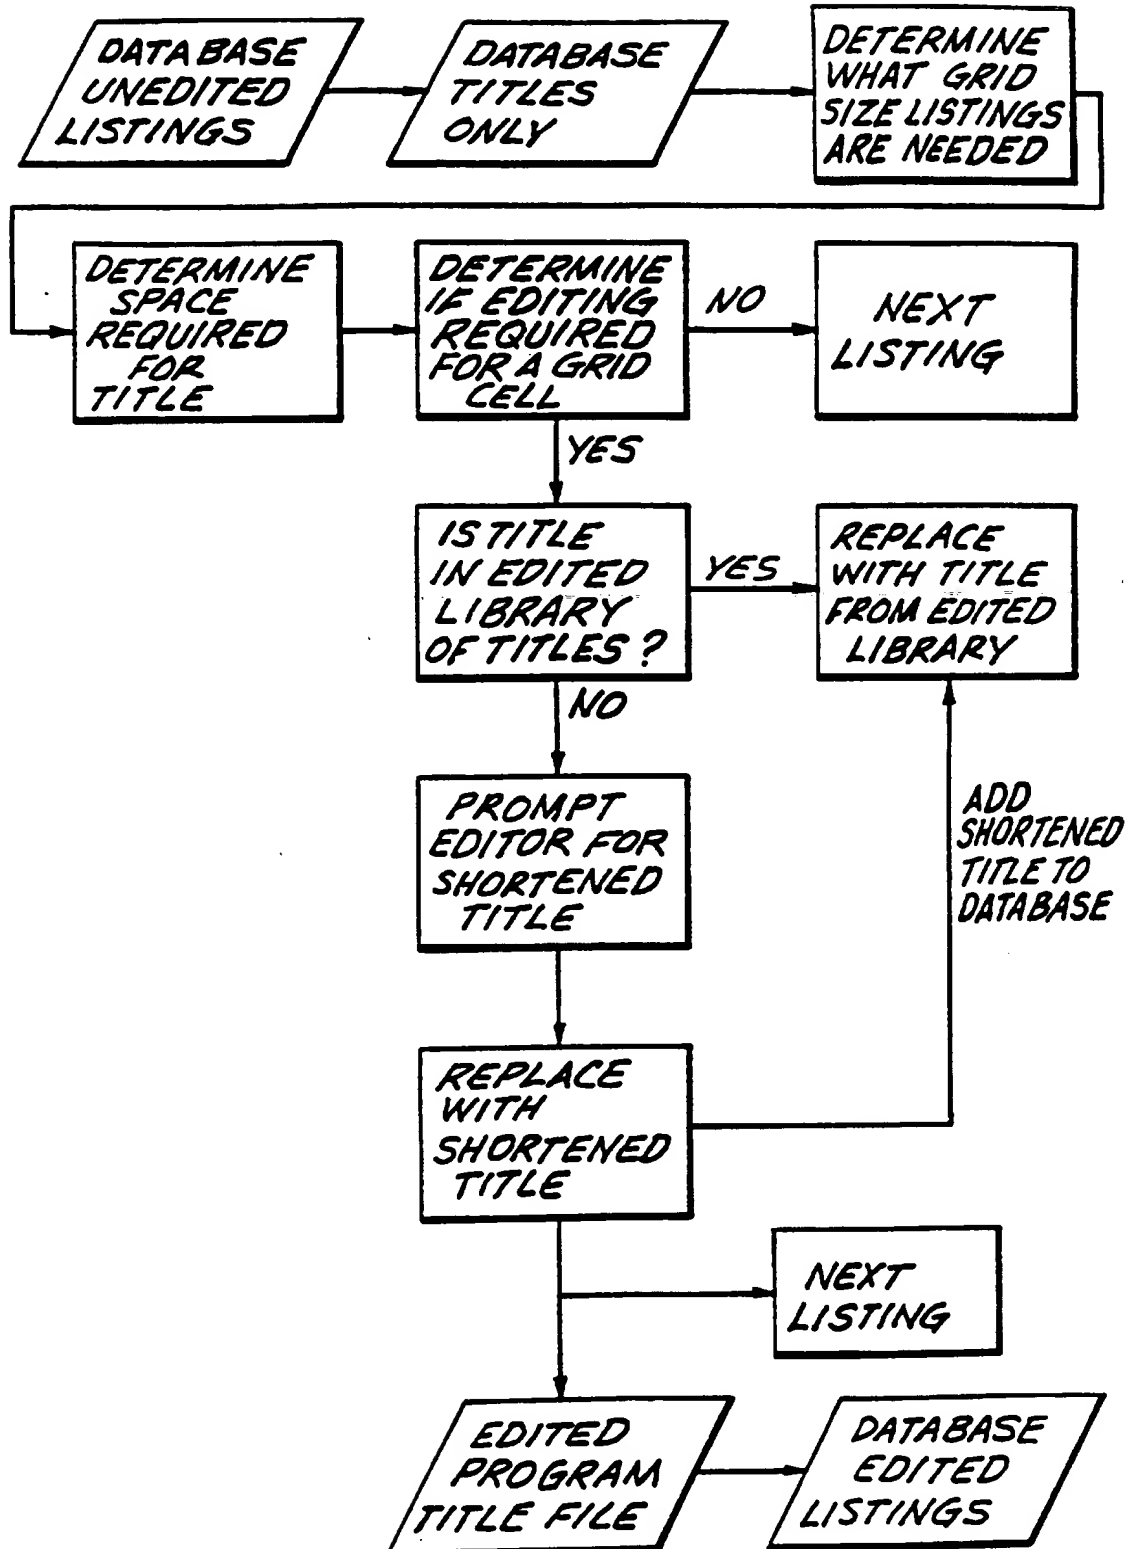 DATABASE
UNEDITED
LISTINGS
DATABASE
TITLES
ONLY
DETERMINE
WHAT GRID
SIZE LISTINGS
ARE NEEDED
DETERMINE
SPACE
REQUIRED
FOR
TITLE
DETERMINE
IF EDITING
REQUIRED
FOR A GRID
CELL
NO
NEXT
LISTING
YES
IS TITLE
IN EDITED
LIBRARY
OF TITLES?
YES
REPLACE
WITH TITLE
FROM EDITED
LIBRARY
NO
PROMPT
EDITOR FOR
SHORTENED
TITLE
ADD
SHORTENED
TITLE TO
DATABASE
REPLACE
WITH
SHORTENED
TITLE
NEXT
LISTING
EDITED
PROGRAM
TITLE FILE
DATABASE
EDITED
LISTINGS